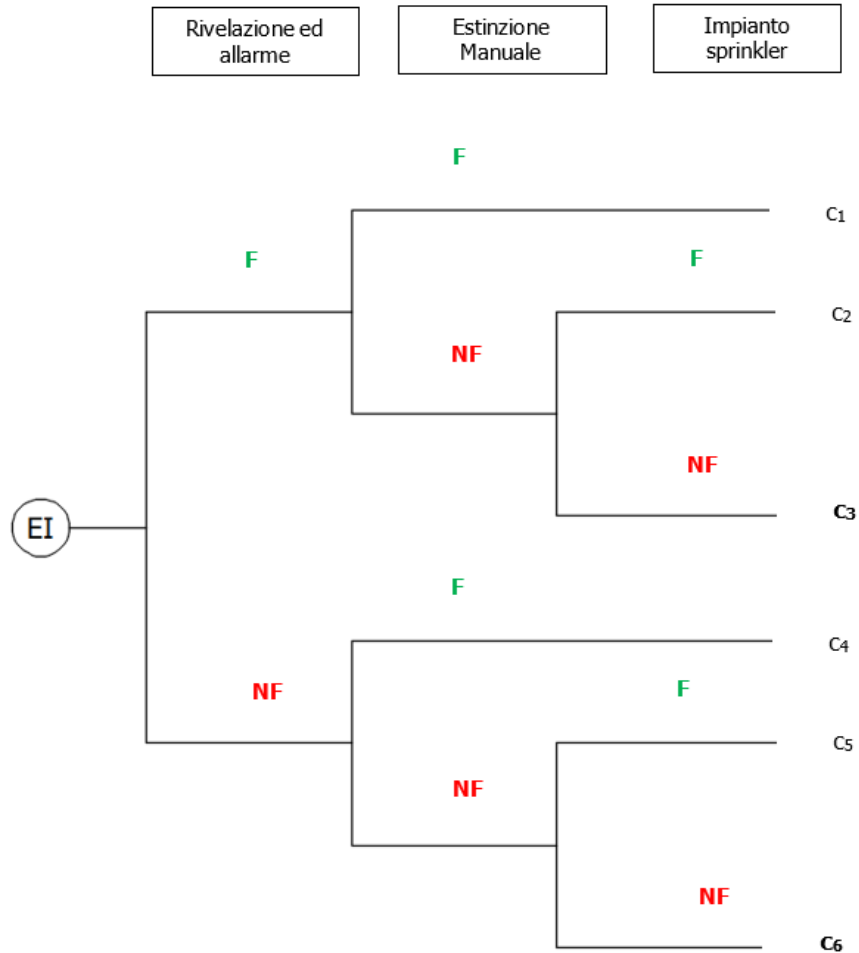 Rivelazione ed
allarme
Estinzione
Manuale
Impianto
sprinkler
F
C1
F
F
C2
NF
NF
C3
EI
F
C4
NF
F
C5
NF
NF
C6